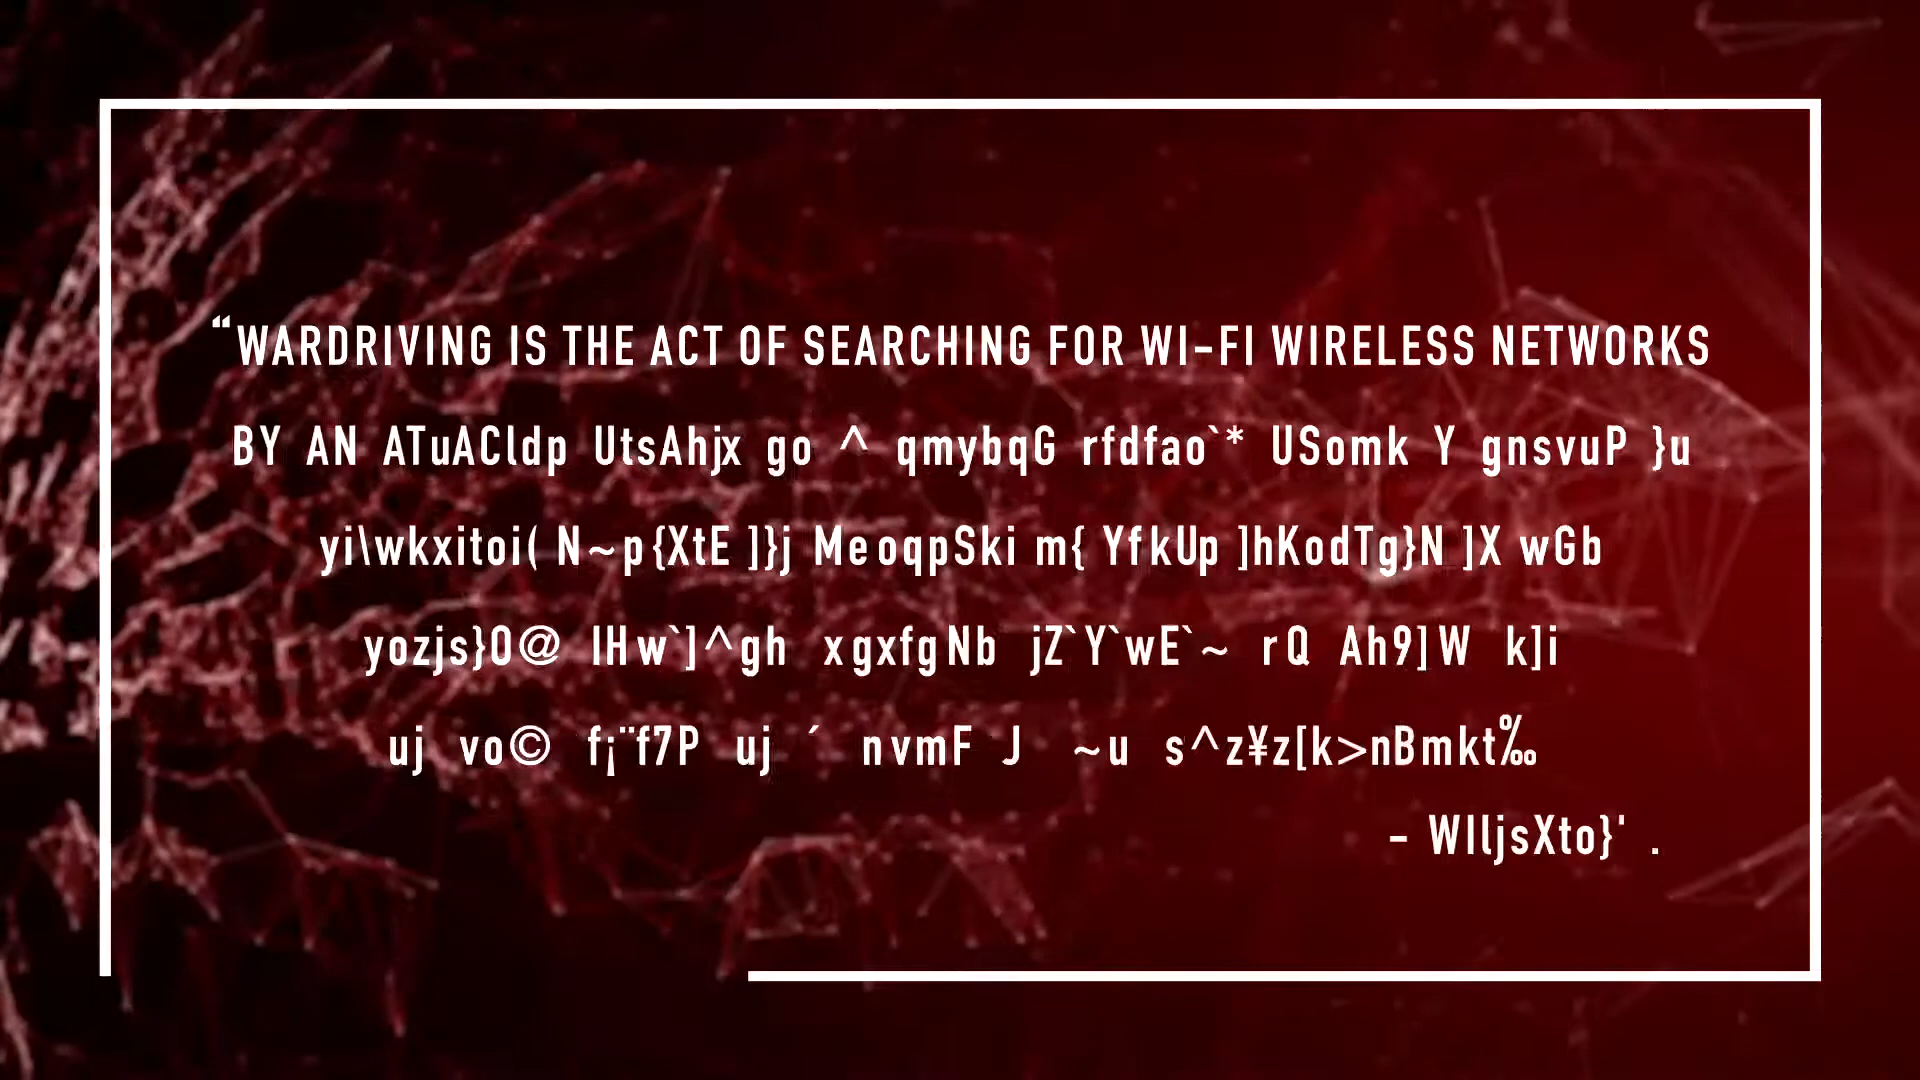 “WARDRIVING IS THE ACT OF SEARCHING FOR WI-FI WIRELESS NETWORKS
BY AN ATuACldp UtsAhjx go ^ qmybqG rfdfao`* USomk Y gnsvuP }u
yi\wkxitoi( N~p{XtE ]}j MeoqpSki m{ YfkUp ]hKodTg}N ]X wGb
yozjs}O@ lHw`]^gh xgxfgNb jZ`Y`wE`~ rQ Ah9]W k]i
uj vo© f¡¨f7P uj ´ nvmF J ~u s^z¥z[k>nBmkt‰
- WIljsXto}' .